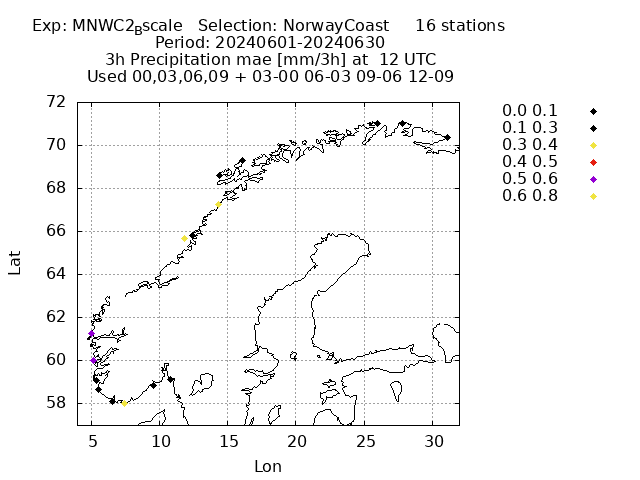 Exp: MNWC2Bscale Selection: NorwayCoast 16 stations
Period: 20240601-20240630
3h Precipitation mae [mm/3h] at 12 UTC
Used 00,03,06,09 + 03-00 06-03 09-06 12-09
72
70
68
66
64
62
60
58
Lat
5 10 15 20 25 30
Lon
0.0 0.1
0.1 0.3
0.3 0.4
0.4 0.5
0.5 0.6
0.6 0.8